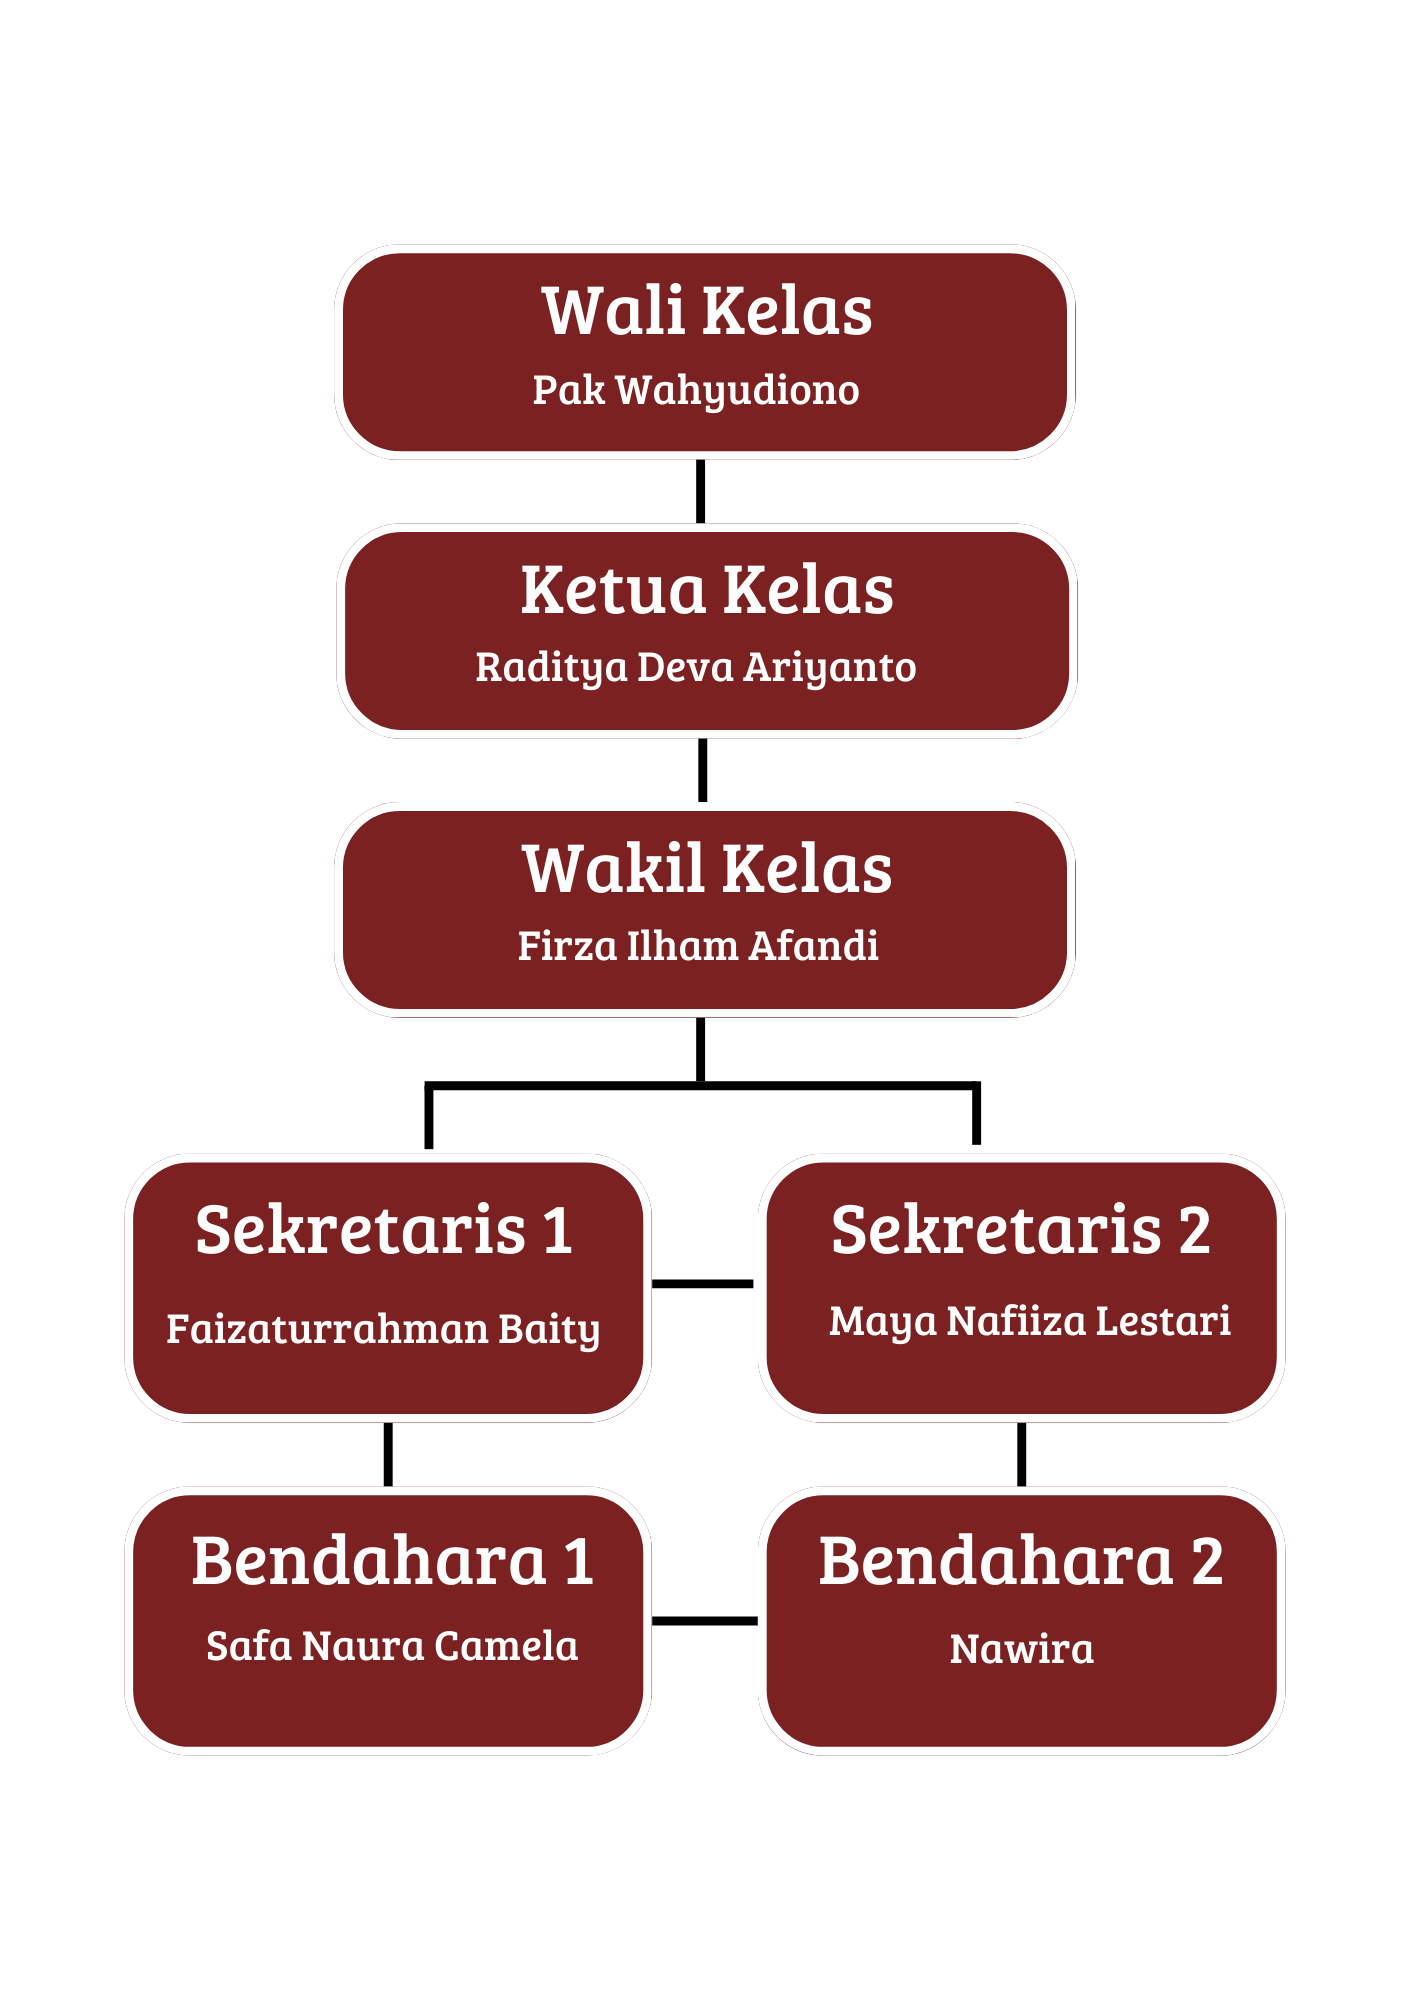 Wali Kelas
Pak Wahyudiono
Ketua Kelas
Raditya Deva Ariyanto
Wakil Kelas
Firza Ilham Afandi
Sekretaris 1
Faizaturrahman Baity
Sekretaris 2
Maya Nafiiza Lestari
Bendahara 1
Safa Naura Camela
Bendahara 2
Nawira